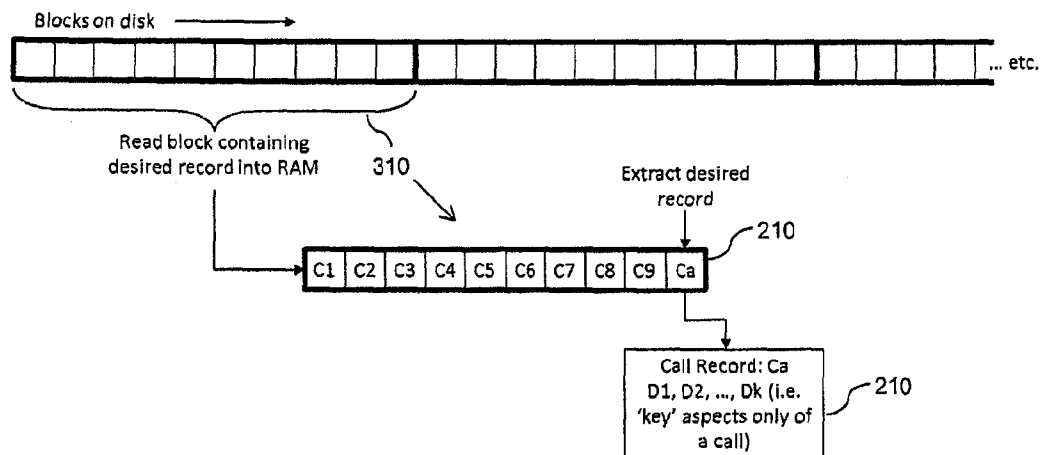 Blocks on disk
... etc.
Read block containing
desired record into RAM
310
Extract desired
record
210
C1 C2 C3 C4 C5 C6 C7 C8 C9 Ca
Call Record: Ca
D1, D2, ..., Dk (i.e.
'key' aspects only of
a call)
210